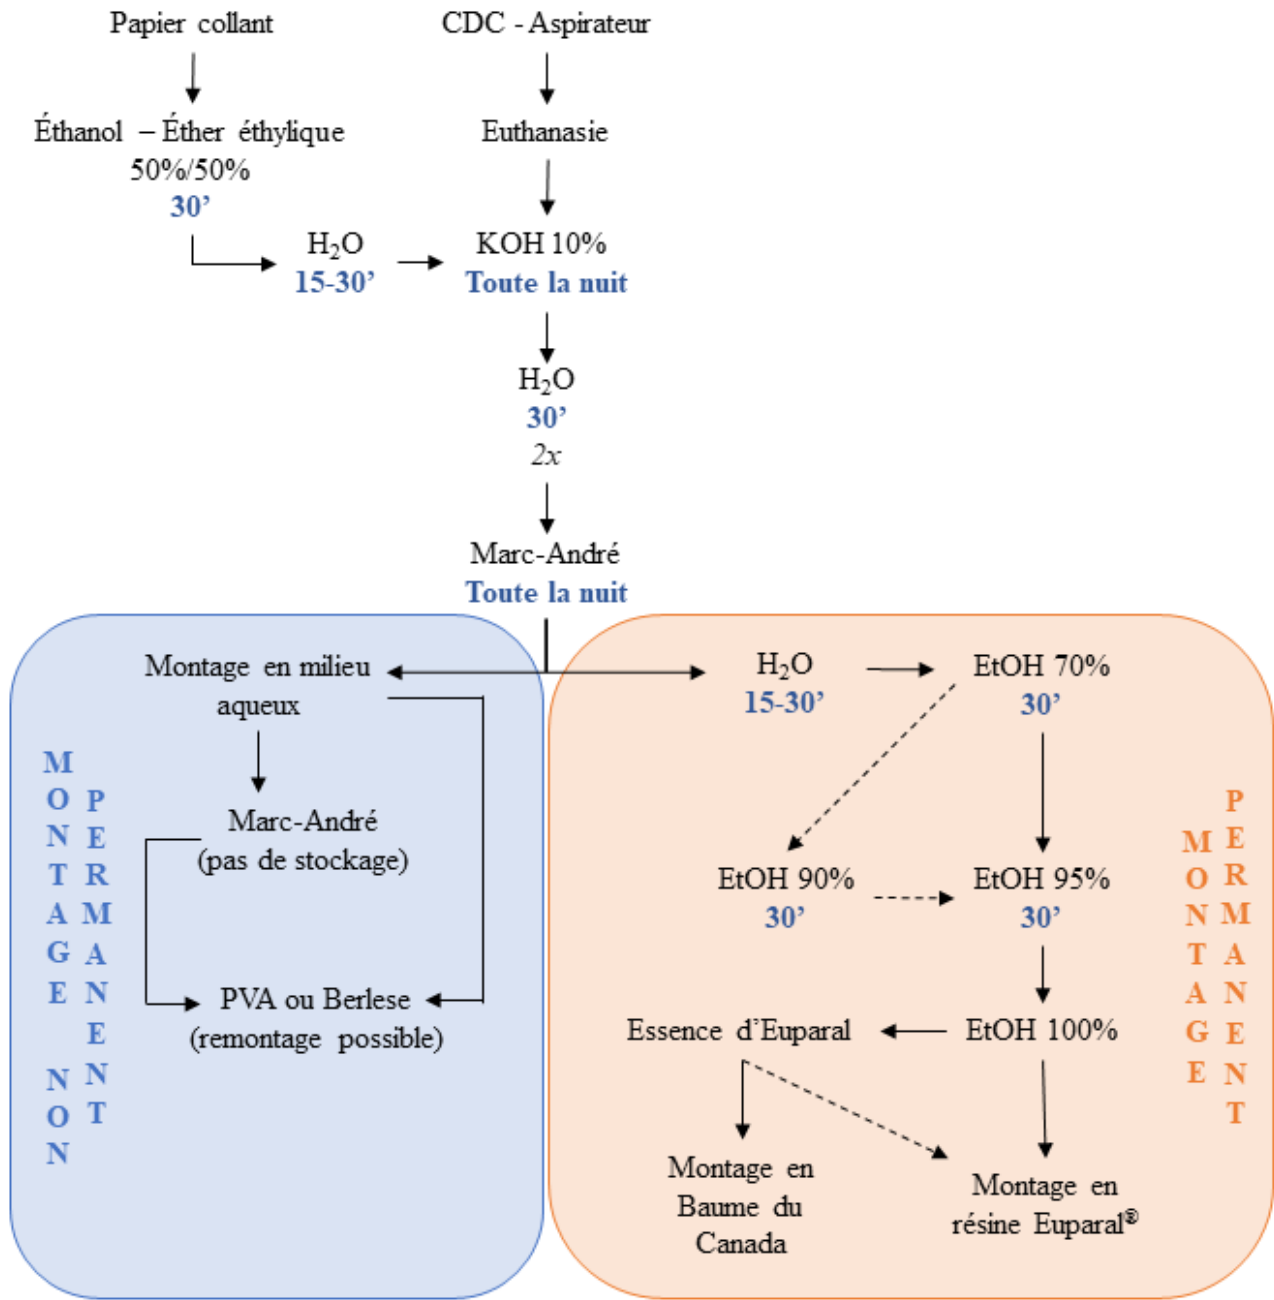 Papier collant
CDC - Aspirateur
Éthanol – Éther éthylique
50%/50%
30’
Euthanasie
H₂O
15-30’
KOH 10%
Toute la nuit
H₂O
30’
2x
Marc-André
Toute la nuit
Montage en milieu
aqueux
Marc-André
(pas de stockage)
PVA ou Berlese
(remontage possible)
MONTAGE NON
PERMANENT
H₂O
15-30’
EtOH 70%
30’
EtOH 90%
30’
EtOH 95%
30’
Essence d’Euparal
EtOH 100%
Montage en
Baume du
Canada
Montage en
résine Euparal®
MONTAGE
PERMANENT